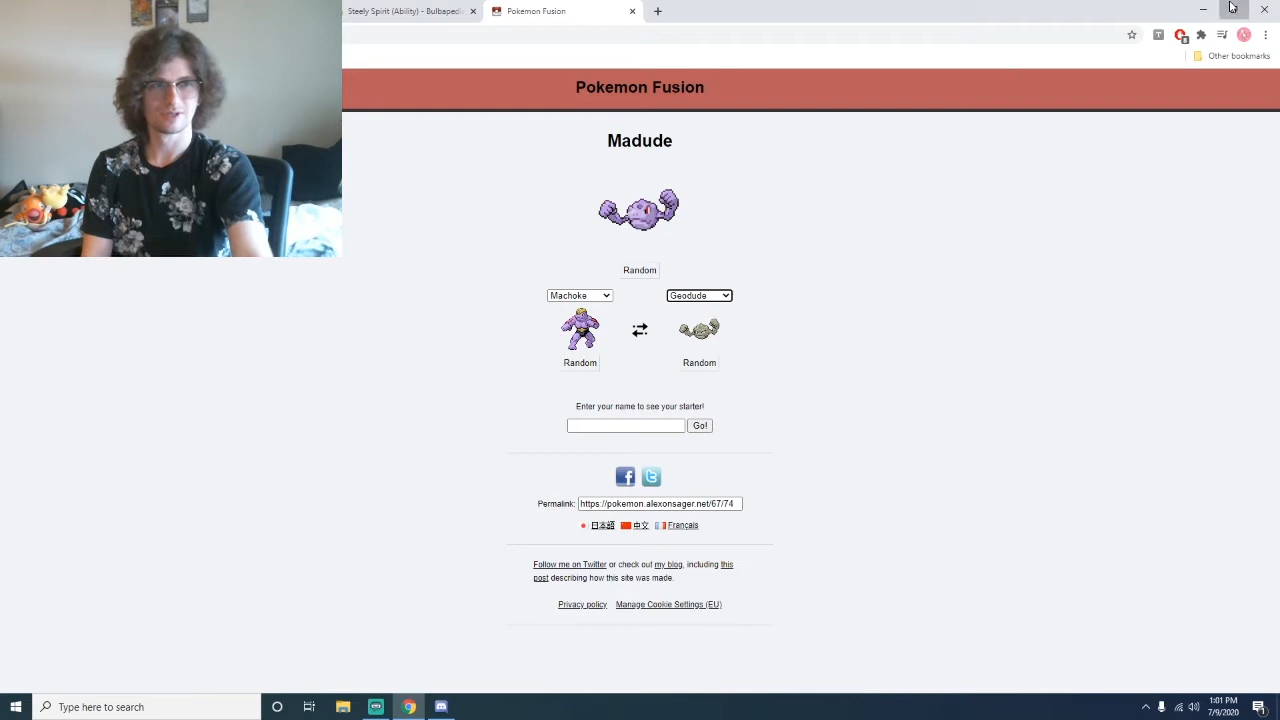 Steely Spirit (Ability) - Bulbapedi
Pokemon Fusion
Other bookmarks
Pokemon Fusion
Madude
Random
Machoke
Geodude
Random
Random
Enter your name to see your starter!
Go!
Permalink: https://pokemon.alexonsager.net/67/74
日本語 中文 Français
Follow me on Twitter or check out my blog, including this
post describing how this site was made.
Privacy policy Manage Cookie Settings (EU)
Type here to search
1:01 PM
7/9/2020